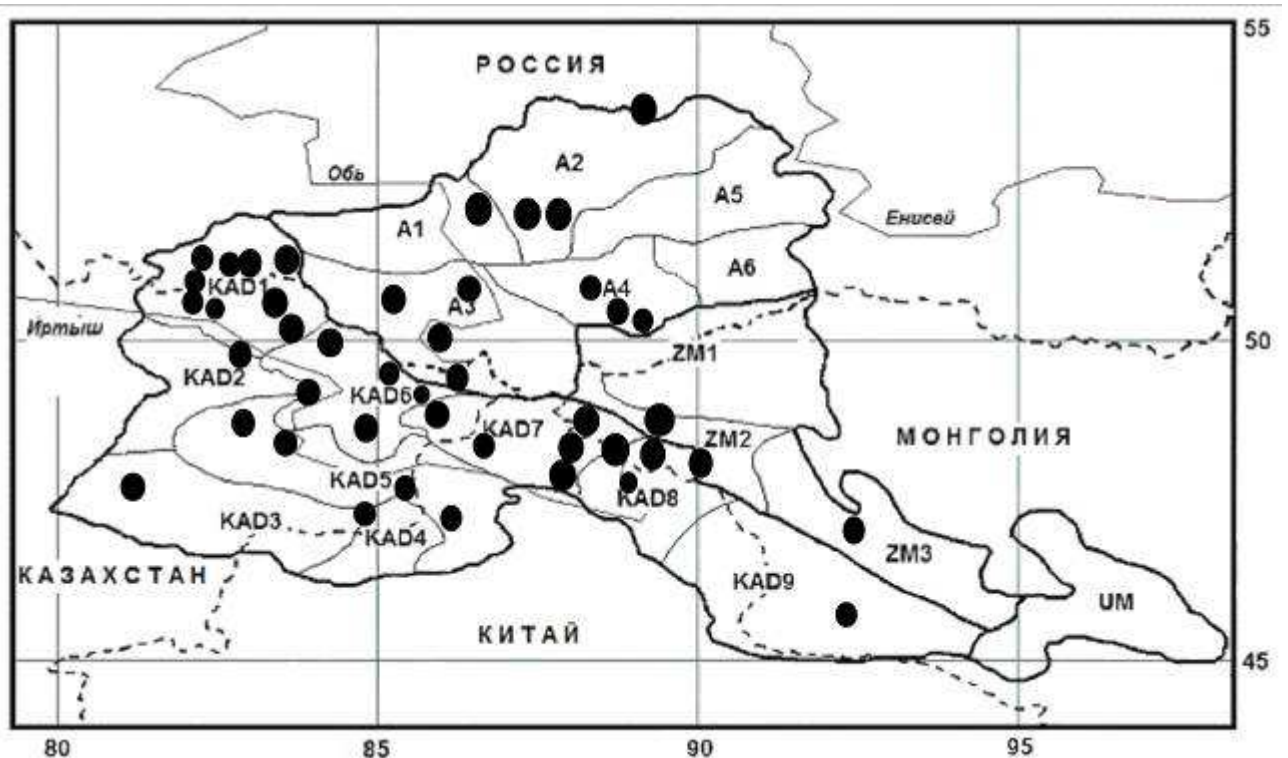 55
РОССИЯ
A2
Обь
A5
Енисей
A1
A6
KAD1
A4
A3
Иртыш
50
ZM1
KAD2
KAD6
KAD7
ZM2
МОНГОЛИЯ
KAD5
KAD8
KAD3
KAD4
ZM3
КАЗАХСТАН
KAD9
UM
КИТАЙ
45
80
85
90
95